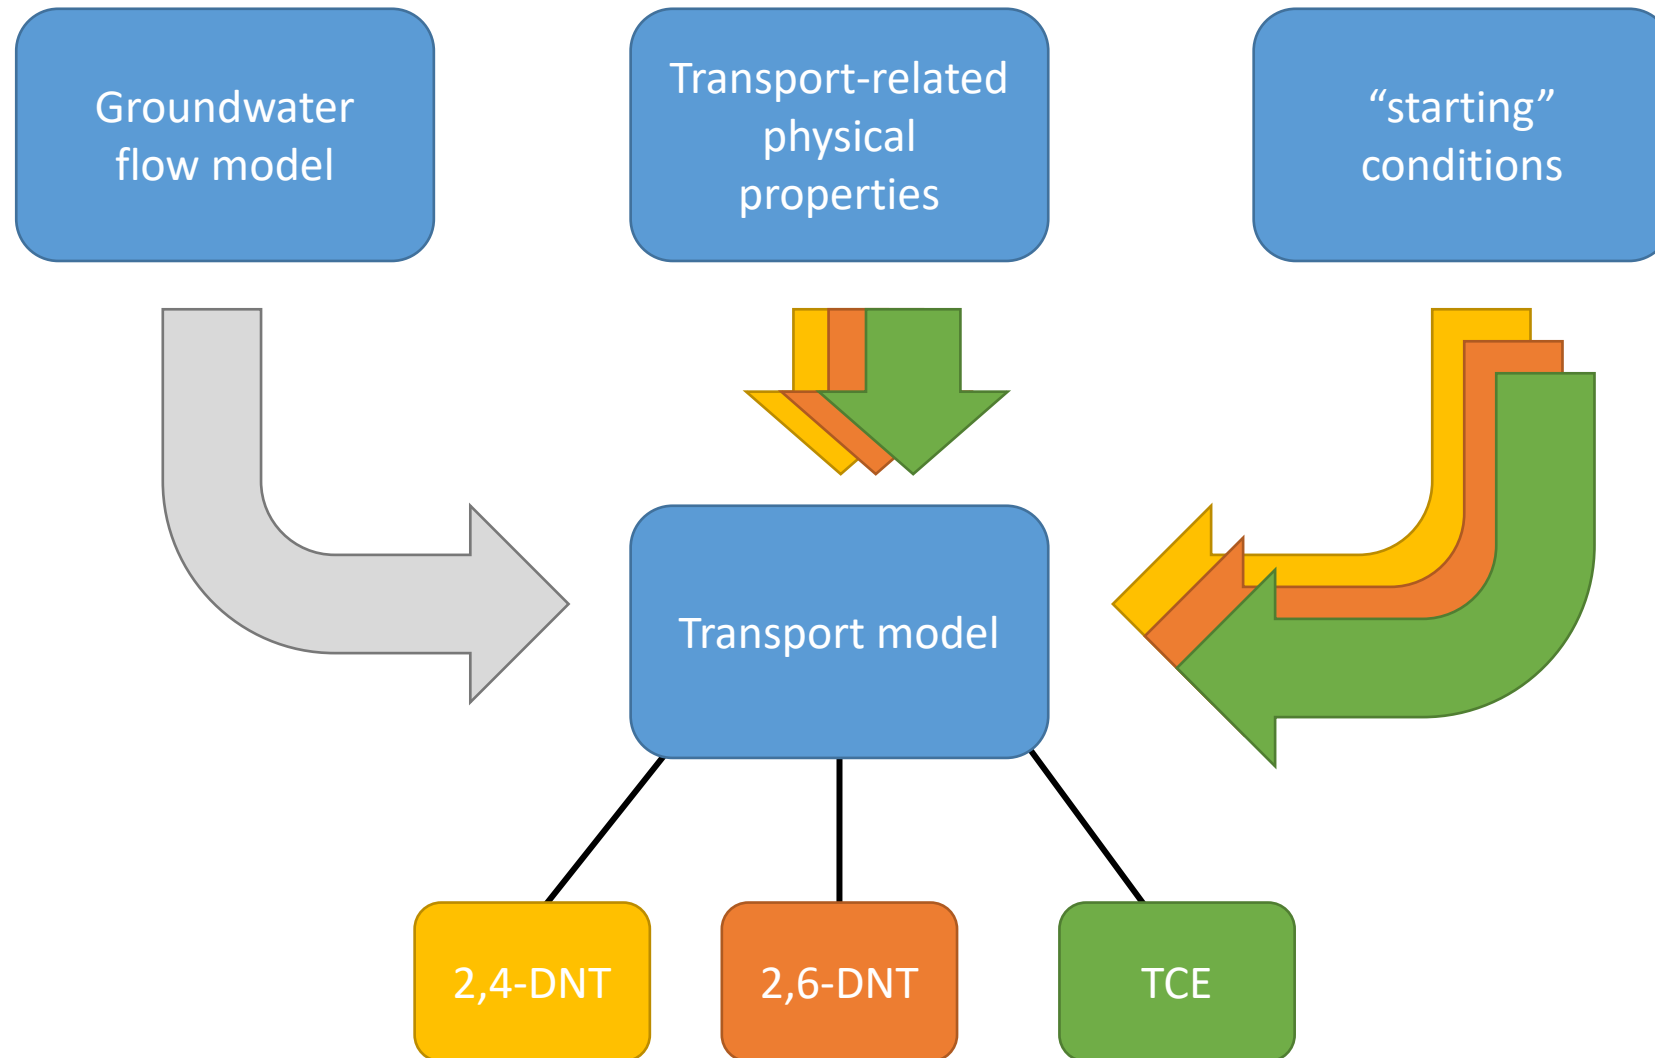 Groundwater
flow model
Transport-related
physical
properties
“starting”
conditions
Transport model
2,4-DNT
2,6-DNT
TCE